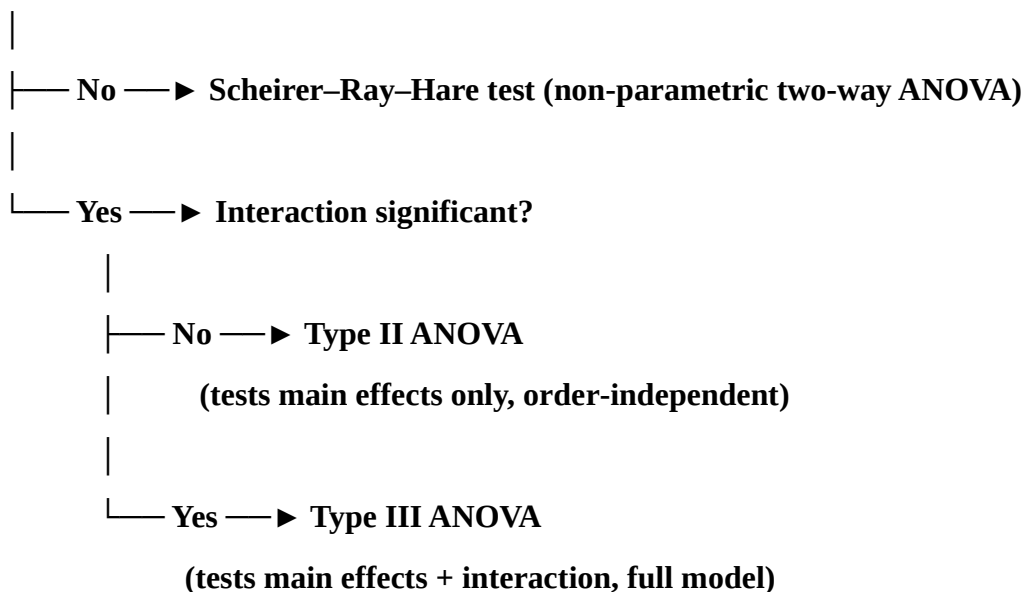 │
├── No ──► Scheirer–Ray–Hare test (non-parametric two-way ANOVA)
│
└── Yes ──► Interaction significant?
│
├── No ──► Type II ANOVA
│ (tests main effects only, order-independent)
│
└── Yes ──► Type III ANOVA
(tests main effects + interaction, full model)